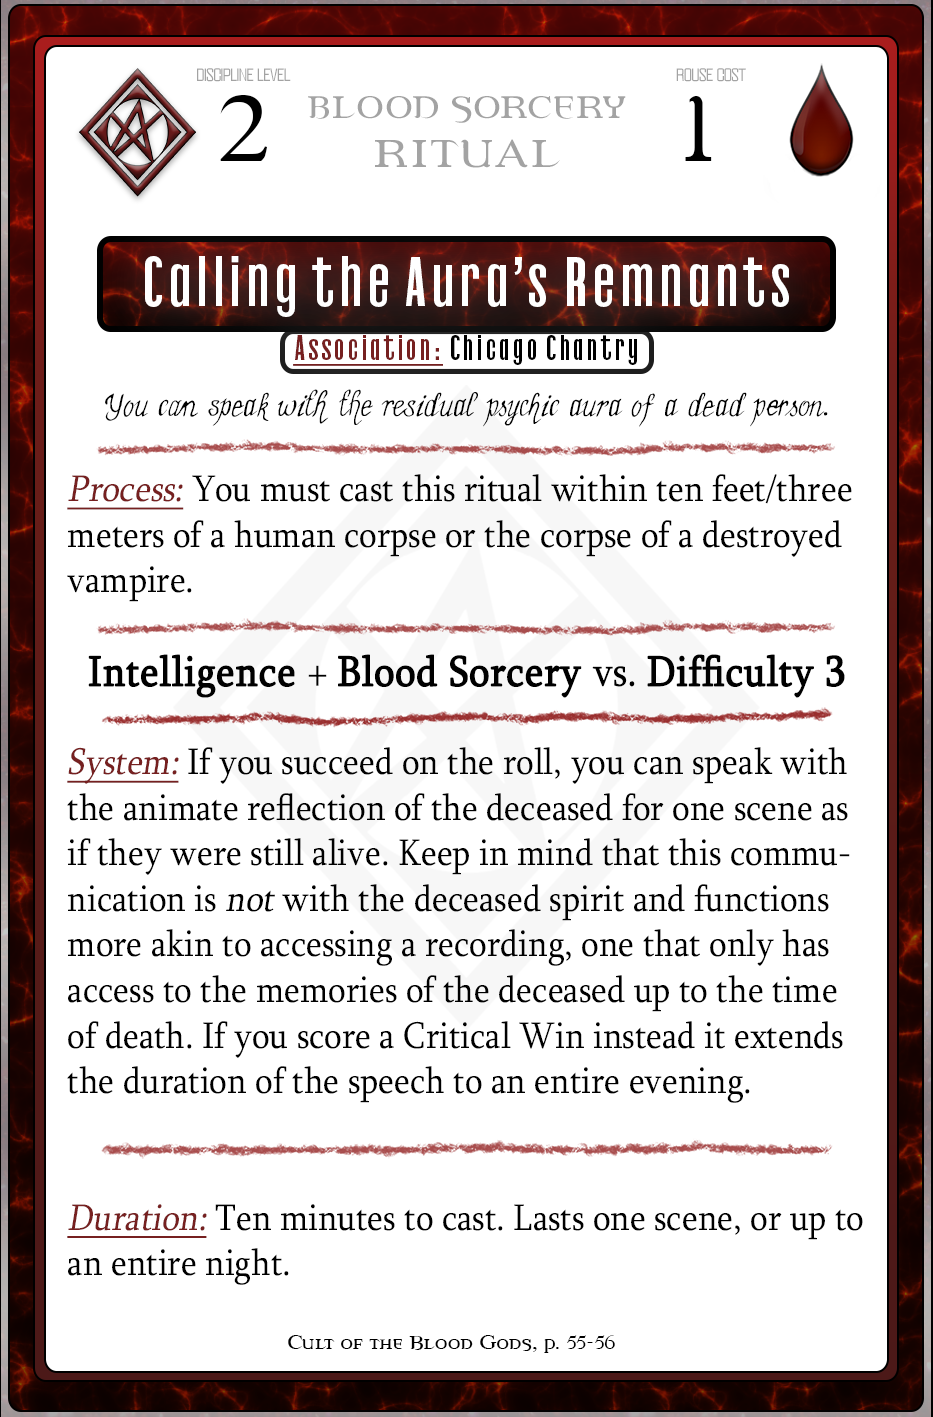 DISCIPLINE LEVEL
2
BLOOD SORCERY
RITUAL
ROUSE COST
1
Calling the Aura's Remnants
Association: Chicago Chantry
You can speak with the residual psychic aura of a dead person.
Process: You must cast this ritual within ten feet/three
meters of a human corpse or the corpse of a destroyed
vampire.
Intelligence + Blood Sorcery vs. Difficulty 3
System: If you succeed on the roll, you can speak with
the animate reflection of the deceased for one scene as
if they were still alive. Keep in mind that this commu-
nication is not with the deceased spirit and functions
more akin to accessing a recording, one that only has
access to the memories of the deceased up to the time
of death. If you score a Critical Win instead it extends
the duration of the speech to an entire evening.
Duration: Ten minutes to cast. Lasts one scene, or up to
an entire night.
Cult of the Blood Gods, p. 55-56